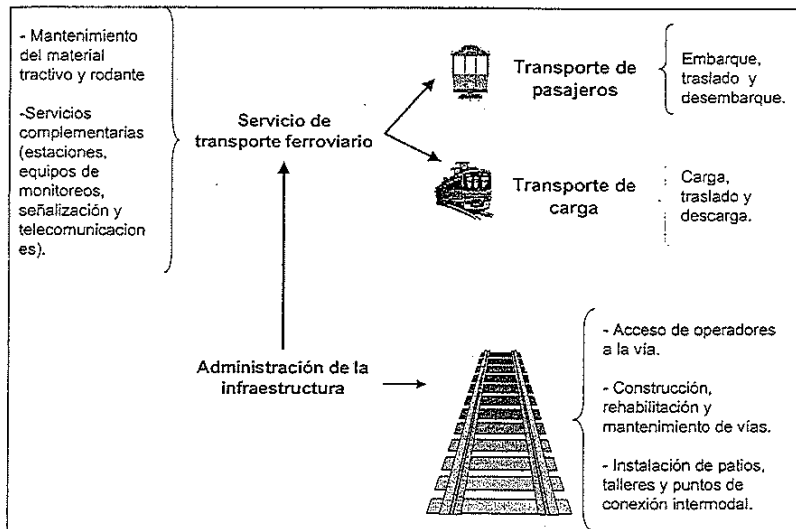 - Mantenimiento
del material
tractivo y rodante
-Servicios
complementarias
(estaciones,
equipos de
monitoreos,
señalización y
telecomunicacion
es).
Servicio de
transporte ferroviario
Transporte de
pasajeros
Embarque,
traslado y
desembarque.
Transporte de
carga
Carga,
traslado y
descarga.
Administración de la
infraestructura
- Acceso de operadores
a la vía.
- Construcción,
rehabilitación y
mantenimiento de vías.
- Instalación de patios,
talleres y puntos de
conexión intermodal.